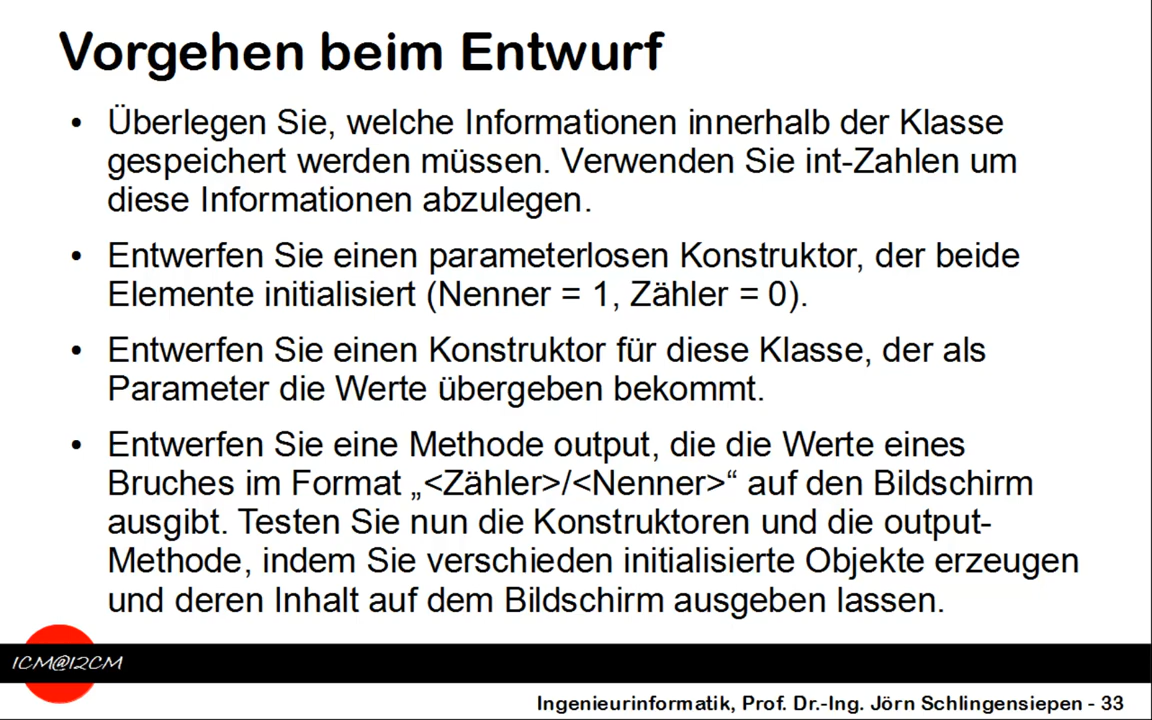 Vorgehen beim Entwurf
• Überlegen Sie, welche Informationen innerhalb der Klasse
gespeichert werden müssen. Verwenden Sie int-Zahlen um
diese Informationen abzulegen.
• Entwerfen Sie einen parameterlosen Konstruktor, der beide
Elemente initialisiert (Nenner = 1, Zähler = 0).
• Entwerfen Sie einen Konstruktor für diese Klasse, der als
Parameter die Werte übergeben bekommt.
• Entwerfen Sie eine Methode output, die die Werte eines
Bruches im Format „<Zähler>/<Nenner>“ auf den Bildschirm
ausgibt. Testen Sie nun die Konstruktoren und die output-
Methode, indem Sie verschieden initialisierte Objekte erzeugen
und deren Inhalt auf dem Bildschirm ausgeben lassen.
1CM@12CM
Ingenieurinformatik, Prof. Dr.-Ing. Jörn Schlingensiepen - 33